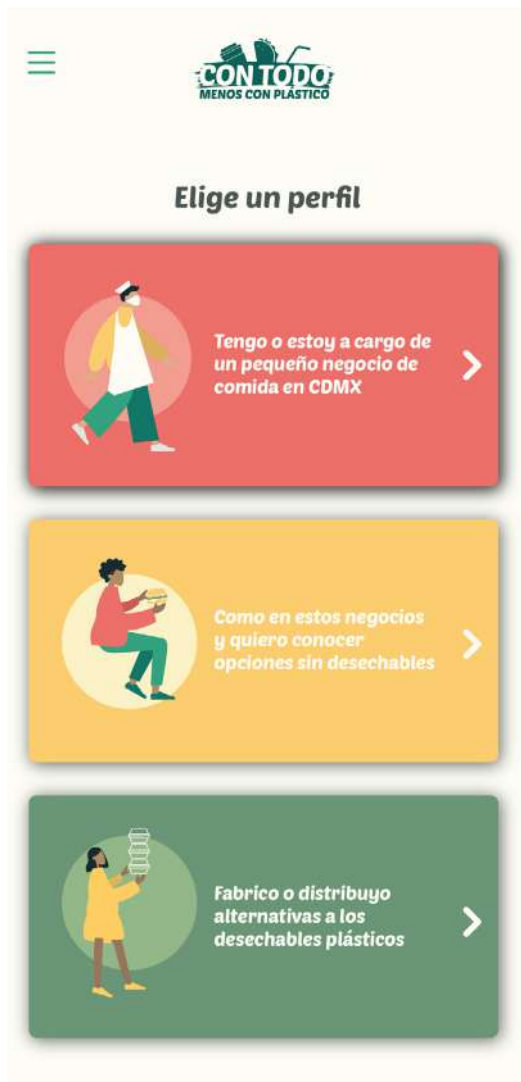 CON TODO
MENOS CON PLÁSTICO
Elige un perfil
Tengo o estoy a cargo de
un pequeño negocio de
comida en CDMX
Como en estos negocios
y quiero conocer
opciones sin desechables
Fabrico o distribuyo
alternativas a los
desechables plásticos